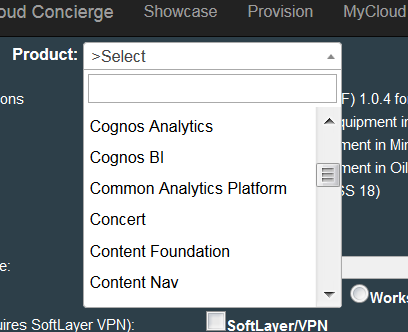 oud Concierge Showcase Provision MyCloud
Product: >Select
ons
F) 1.0.4 fo
Cognos Analytics
quipment in
Cognos BI
ment in Mi
Common Analytics Platform
ment in Oil
SS 18)
Concert
Content Foundation
e:
Content Nav
Works
uires SoftLayer VPN):
SoftLayer/VPN